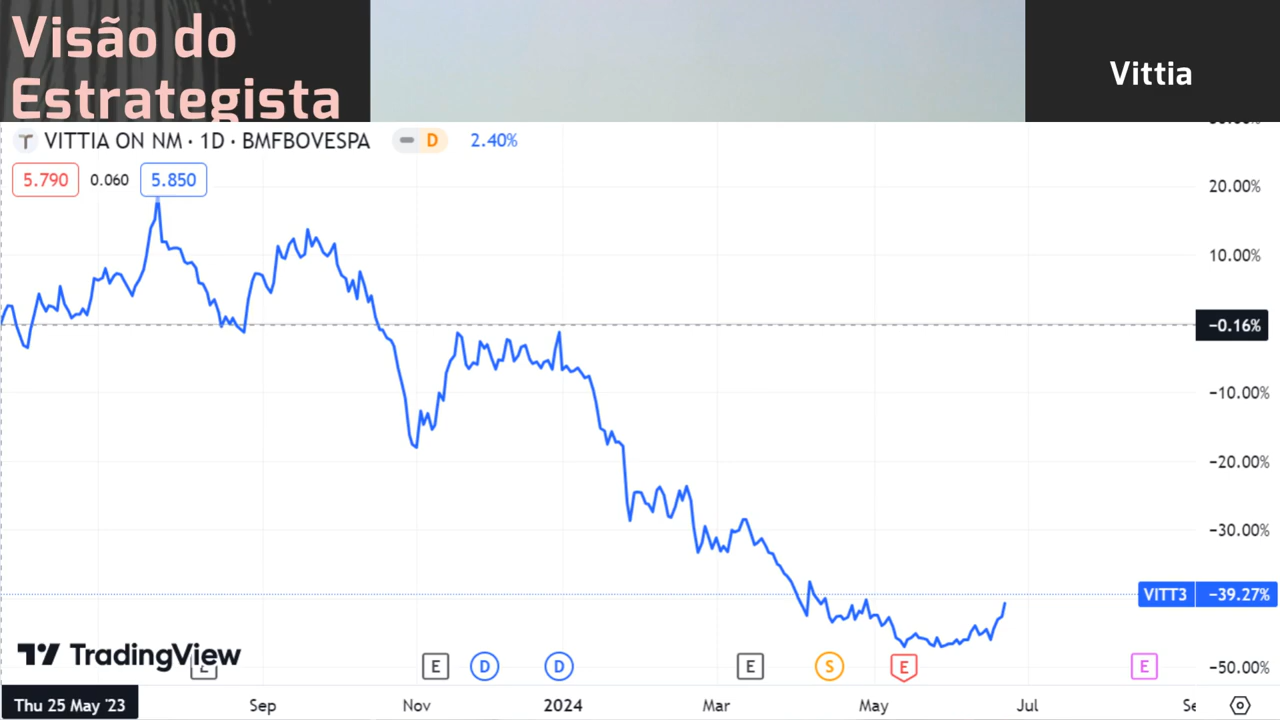 Visão do
Estrategista
Vittia
VITTIA ON NM · 1D · BMFBOVESPA
D
2.40%
5.790
0.060
5.850
20.00%
10.00%
−0.16%
−10.00%
−20.00%
−30.00%
VITT3
−39.27%
−50.00%
TradingView
E
D
D
E
S
E
E
Thu 25 May '23
Sep
Nov
2024
Mar
May
Jul